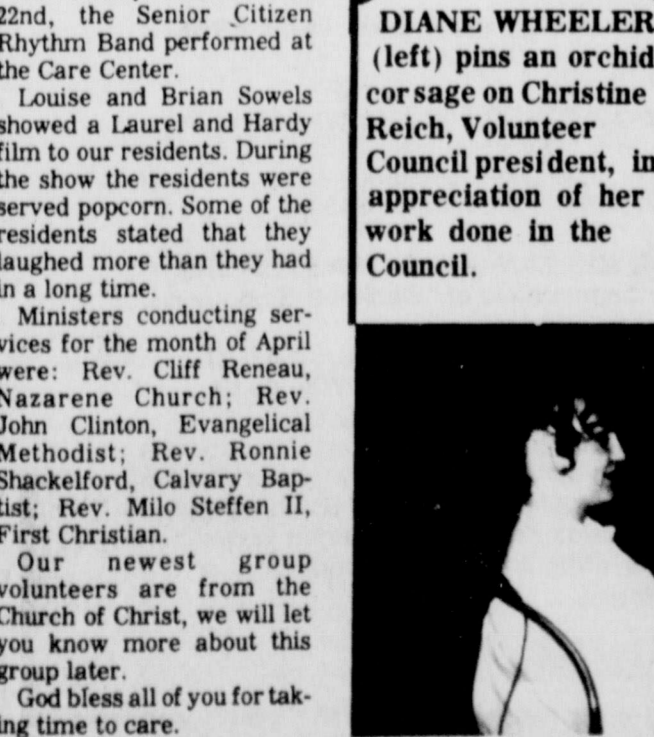 22nd, the Senior Citizen
Rhythm Band performed at
the Care Center.
Louise and Brian Sowels
showed a Laurel and Hardy
film to our residents. During
the show the residents were
served popcorn. Some of the
residents stated that they
laughed more than they had
in a long time.
Ministers conducting ser-
vices for the month of April
were: Rev. Cliff Reneau,
Nazarene Church; Rev.
John Clinton, Evangelical
Methodist; Rev. Ronnie
Shackelford, Calvary Bap-
tist; Rev. Milo Steffen II,
First Christian.
Our newest group
volunteers are from the
Church of Christ, we will let
you know more about this
group later.
God bless all of you for tak-
ing time to care.
DIANE WHEELER
(left) pins an orchid
corsage on Christine
Reich, Volunteer
Council president, in
appreciation of her
work done in the
Council.